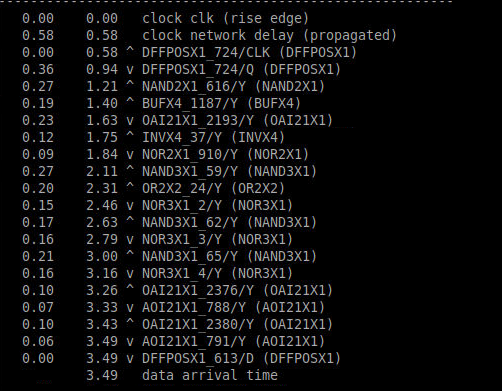 0.00 0.00 clock clk (rise edge)
0.58 0.58 clock network delay (propagated)
0.00 0.58 ^ DFFPOSX1_724/CLK (DFFPOSX1)
0.36 0.94 v DFFPOSX1_724/Q (DFFPOSX1)
0.27 1.21 ^ NAND2X1_616/Y (NAND2X1)
0.19 1.40 ^ BUFX4_1187/Y (BUFX4)
0.23 1.63 v OAI21X1_2193/Y (OAI21X1)
0.12 1.75 ^ INVX4_37/Y (INVX4)
0.09 1.84 v NOR2X1_910/Y (NOR2X1)
0.27 2.11 ^ NAND3X1_59/Y (NAND3X1)
0.20 2.31 ^ OR2X2_24/Y (OR2X2)
0.15 2.46 v NOR3X1_2/Y (NOR3X1)
0.17 2.63 ^ NAND3X1_62/Y (NAND3X1)
0.16 2.79 v NOR3X1_3/Y (NOR3X1)
0.21 3.00 ^ NAND3X1_65/Y (NAND3X1)
0.16 3.16 v NOR3X1_4/Y (NOR3X1)
0.10 3.26 ^ OAI21X1_2376/Y (OAI21X1)
0.07 3.33 v AOI21X1_788/Y (AOI21X1)
0.10 3.43 ^ OAI21X1_2380/Y (OAI21X1)
0.06 3.49 v AOI21X1_791/Y (AOI21X1)
0.00 3.49 v DFFPOSX1_613/D (DFFPOSX1)
3.49 data arrival time